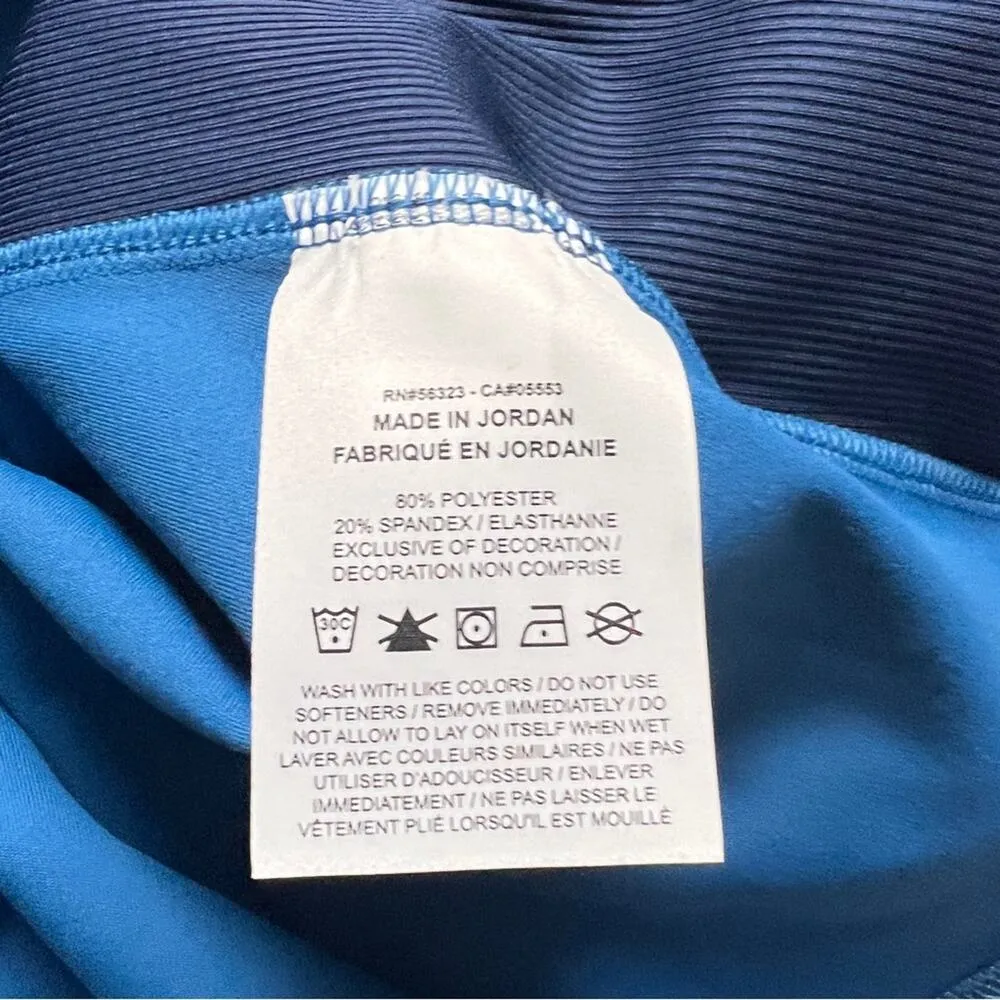 RN#56323 - CA#05553
MADE IN JORDAN
FABRIQUÉ EN JORDANIE
80% POLYESTER
20% SPANDEX / ELASTHANNE
EXCLUSIVE OF DECORATION /
DECORATION NON COMPRISE
30C
WASH WITH LIKE COLORS / DO NOT USE
SOFTENERS / REMOVE IMMEDIATELY / DO
NOT ALLOW TO LAY ON ITSELF WHEN WET
LAVER AVEC COULEURS SIMILAIRES / NE PAS
UTILISER D'ADOUCISSEUR / ENLEVER
IMMEDIATEMENT / NE PAS LAISSER LE
VÊTEMENT PLIÉ LORSQU'IL EST MOUILLÉ